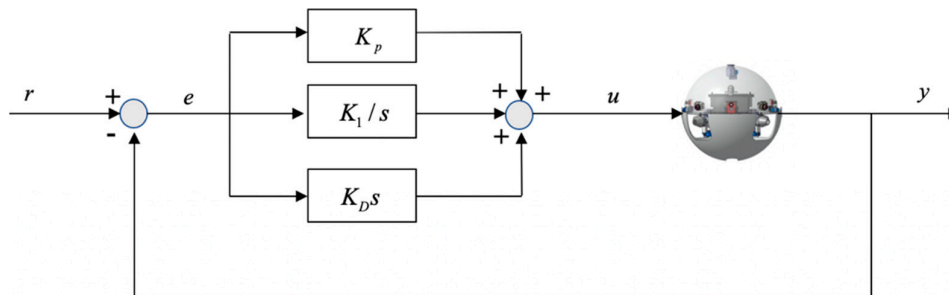 K_p
r
+
e
K_1/s
+
+
u
y
-
+
K_D s